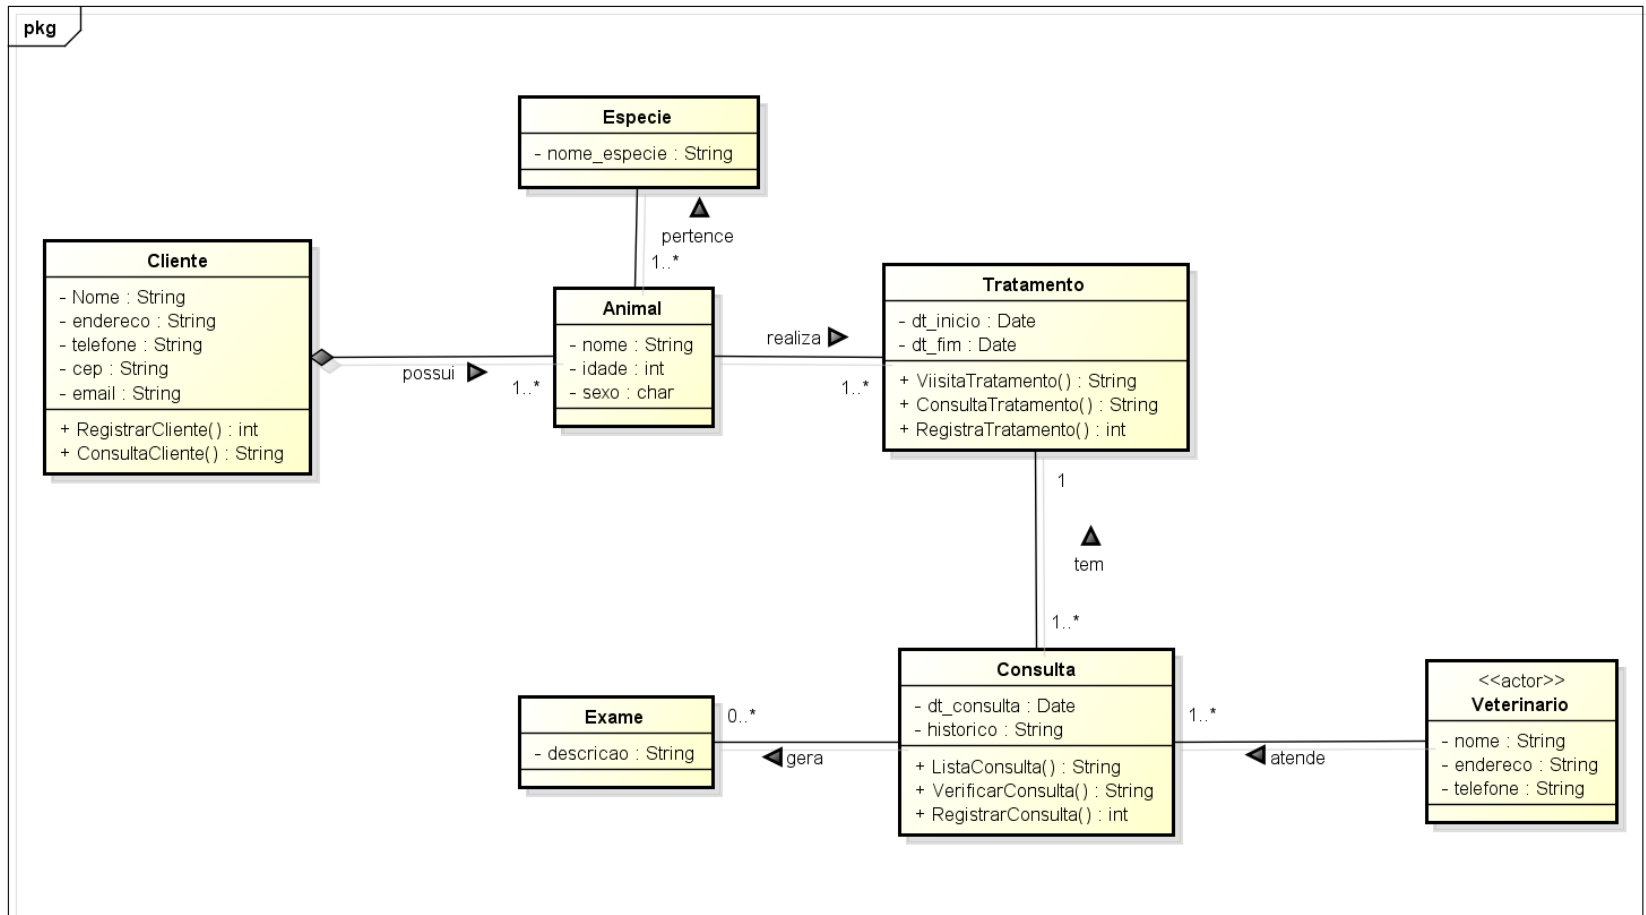 pkg
Especie
- nome_especie : String
pertence
1..*
Cliente
- Nome : String
- endereco : String
- telefone : String
- cep : String
- email : String
+ RegistrarCliente() : int
+ ConsultaCliente() : String
possui
1..*
Animal
- nome : String
- idade : int
- sexo : char
realiza
1..*
Tratamento
- dt_inicio : Date
- dt_fim : Date
+ ViisitaTratamento() : String
+ ConsultaTratamento() : String
+ RegistraTratamento() : int
1
tem
1..*
Exame
- descricao : String
0..*
gera
Consulta
- dt_consulta : Date
- historico : String
+ ListaConsulta() : String
+ VerificarConsulta() : String
+ RegistrarConsulta() : int
1..*
atende
<<actor>>
Veterinario
- nome : String
- endereco : String
- telefone : String